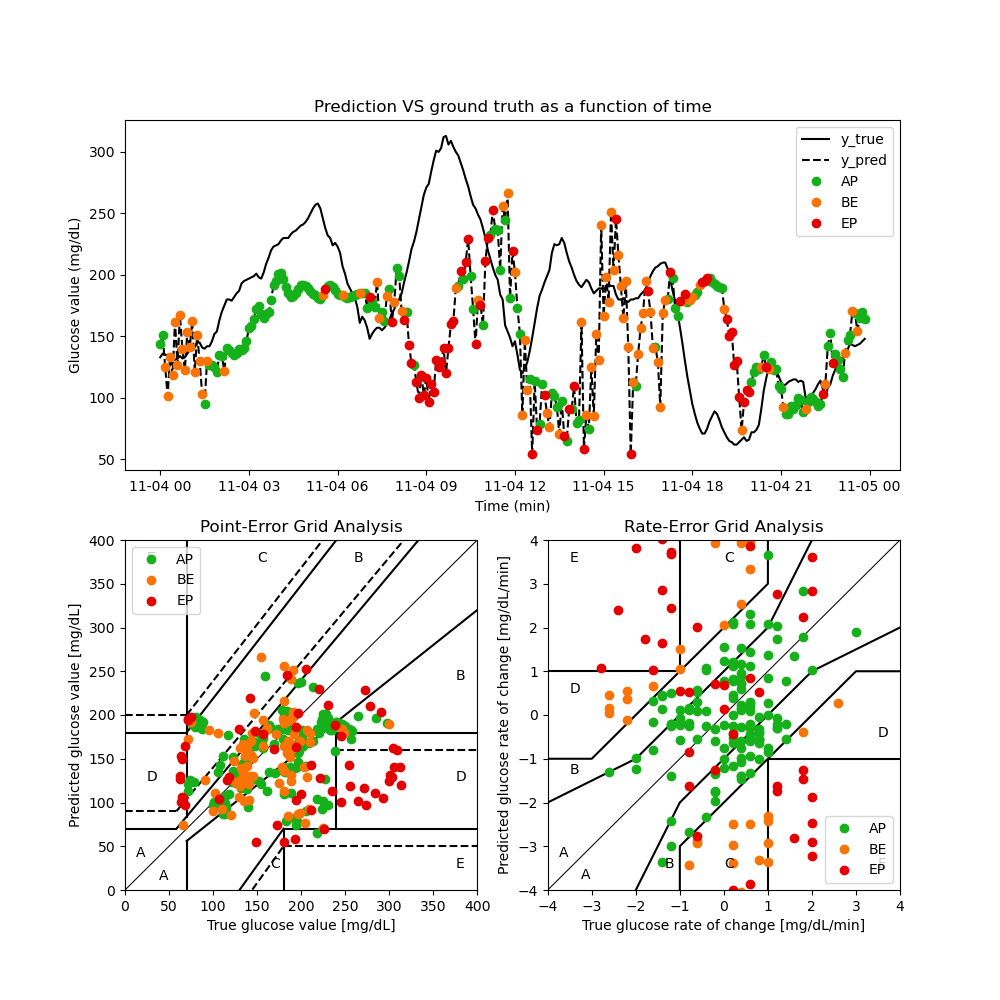 Prediction VS ground truth as a function of time
Glucose value (mg/dL)
300
250
200
150
100
50
y_true
y_pred
AP
BE
EP
11-04 00 11-04 03 11-04 06 11-04 09 11-04 12 11-04 15 11-04 18 11-04 21 11-05 00
Time (min)
Point-Error Grid Analysis
Predicted glucose value [mg/dL]
400
350
300
250
200
150
100
50
0
AP
BE
EP
C
B
B
D
D
A
A
C
E
0 50 100 150 200 250 300 350 400
True glucose value [mg/dL]
Rate-Error Grid Analysis
Predicted glucose rate of change [mg/dL/min]
4
3
2
1
0
−1
−2
−3
−4
E
C
D
D
B
A
A
B
C
AP
BE
EP
−4 −3 −2 −1 0 1 2 3 4
True glucose rate of change [mg/dL/min]